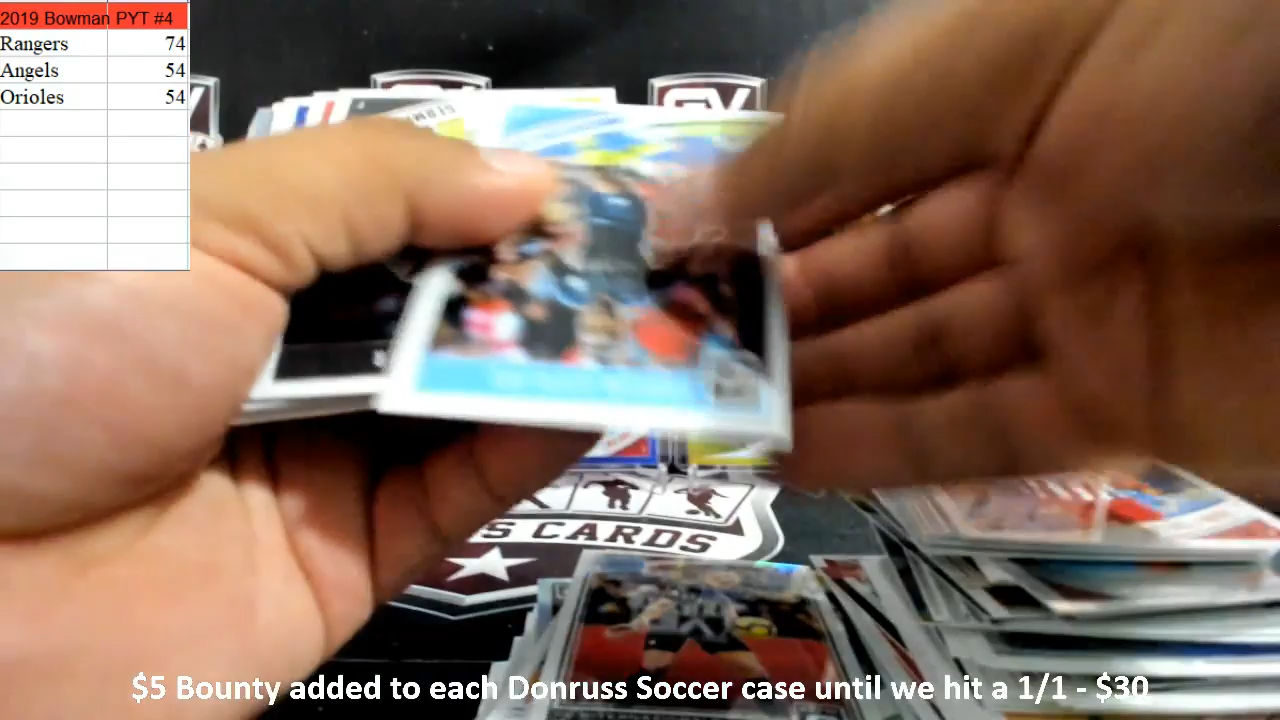 2019 Bowman PYT #4
Rangers 74
Angels 54
Orioles 54
GV
S CARDS
$5 Bounty added to each Donruss Soccer case until we hit a 1/1 - $30